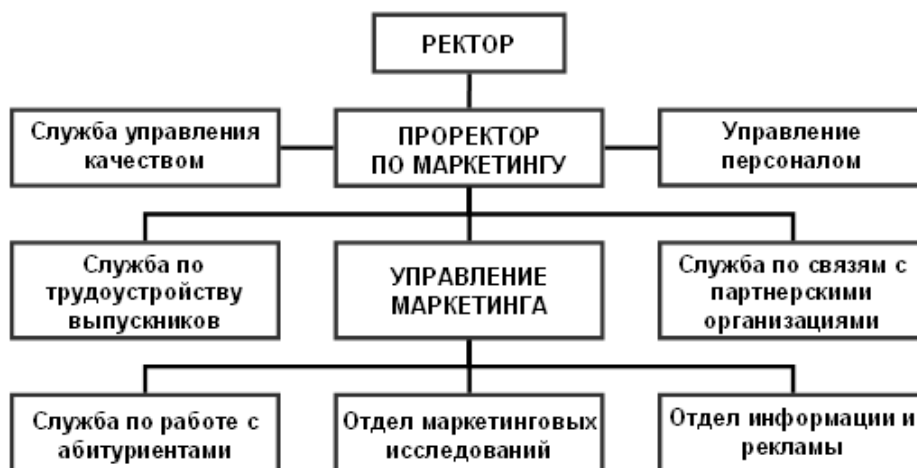 РЕКТОР
Служба управления
качеством
ПРОРЕКТОР
ПО МАРКЕТИНГУ
Управление
персоналом
Служба по
трудоустройству
выпускников
УПРАВЛЕНИЕ
МАРКЕТИНГА
Служба по связям с
партнерскими
организациями
Служба по работе с
абитуриентами
Отдел маркетинговых
исследований
Отдел информации и
рекламы